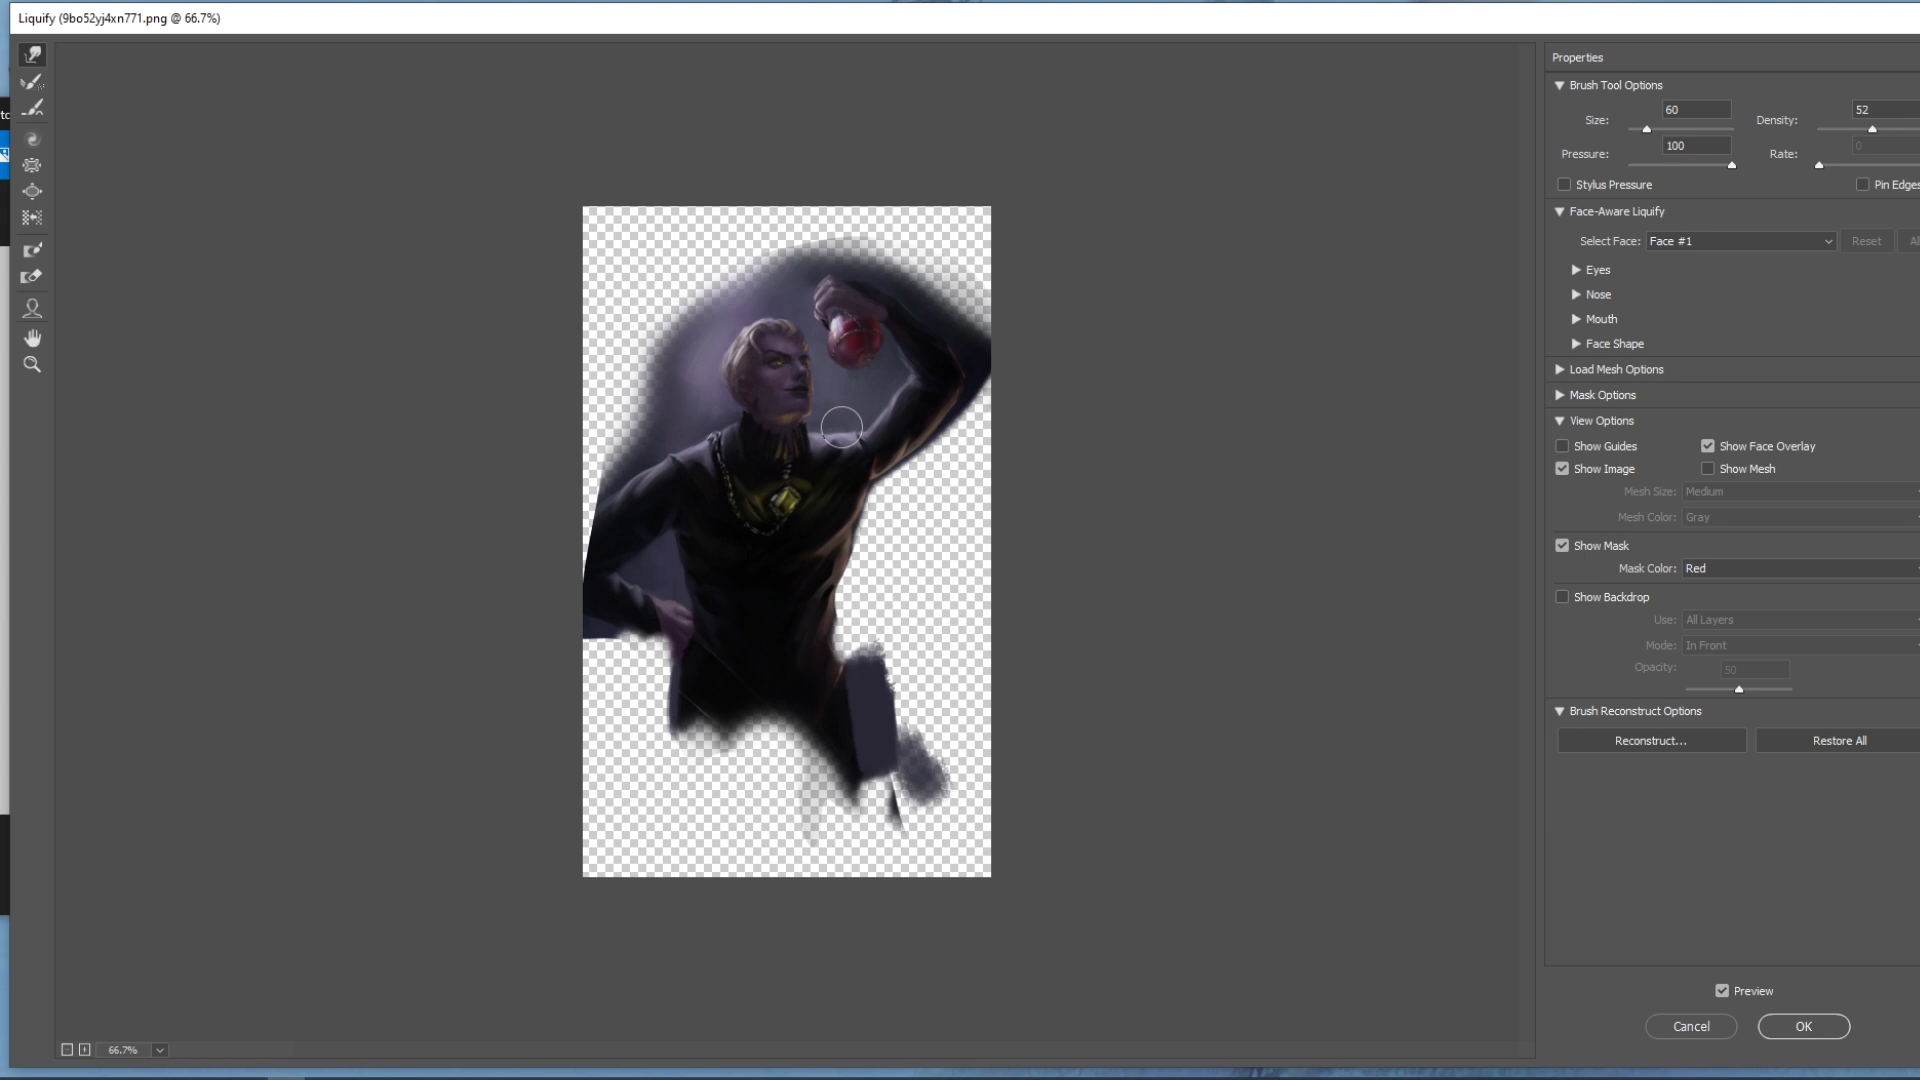 Liquify (9bo52yj4xn771.png @ 66.7%)
tc
Properties
Brush Tool Options
Size: 60 Density: 52
Pressure: 100 Rate: 0
Stylus Pressure Pin Edges
Face-Aware Liquify
Select Face: Face #1 Reset Al
Eyes
Nose
Mouth
Face Shape
Load Mesh Options
Mask Options
View Options
Show Guides Show Face Overlay
Show Image Show Mesh
Mesh Size: Medium
Mesh Color: Gray
Show Mask
Mask Color: Red
Show Backdrop
Use: All Layers
Mode: In Front
Opacity: 50
Brush Reconstruct Options
Reconstruct... Restore All
Preview
Cancel OK
66.7%